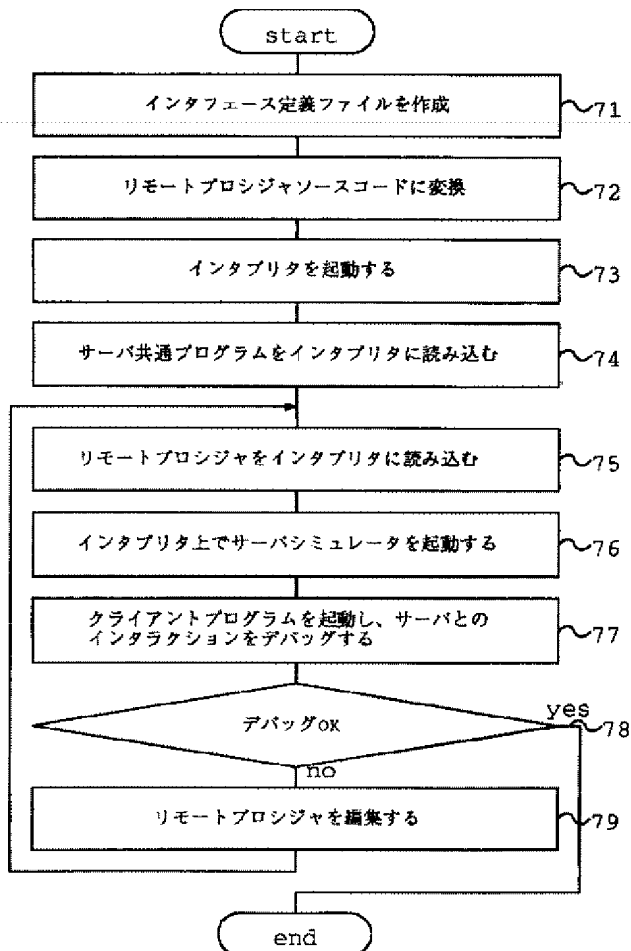 start
インタフェース定義ファイルを作成
71
リモートプロシジャソースコードに変換
72
インタプリタを起動する
73
サーバ共通プログラムをインタプリタに読み込む
74
リモートプロシジャをインタプリタに読み込む
75
インタプリタ上でサーバシミュレータを起動する
76
クライアントプログラムを起動し、サーバとの
インタラクションをデバッグする
77
デバッグOK
yes
78
no
リモートプロシジャを編集する
79
end